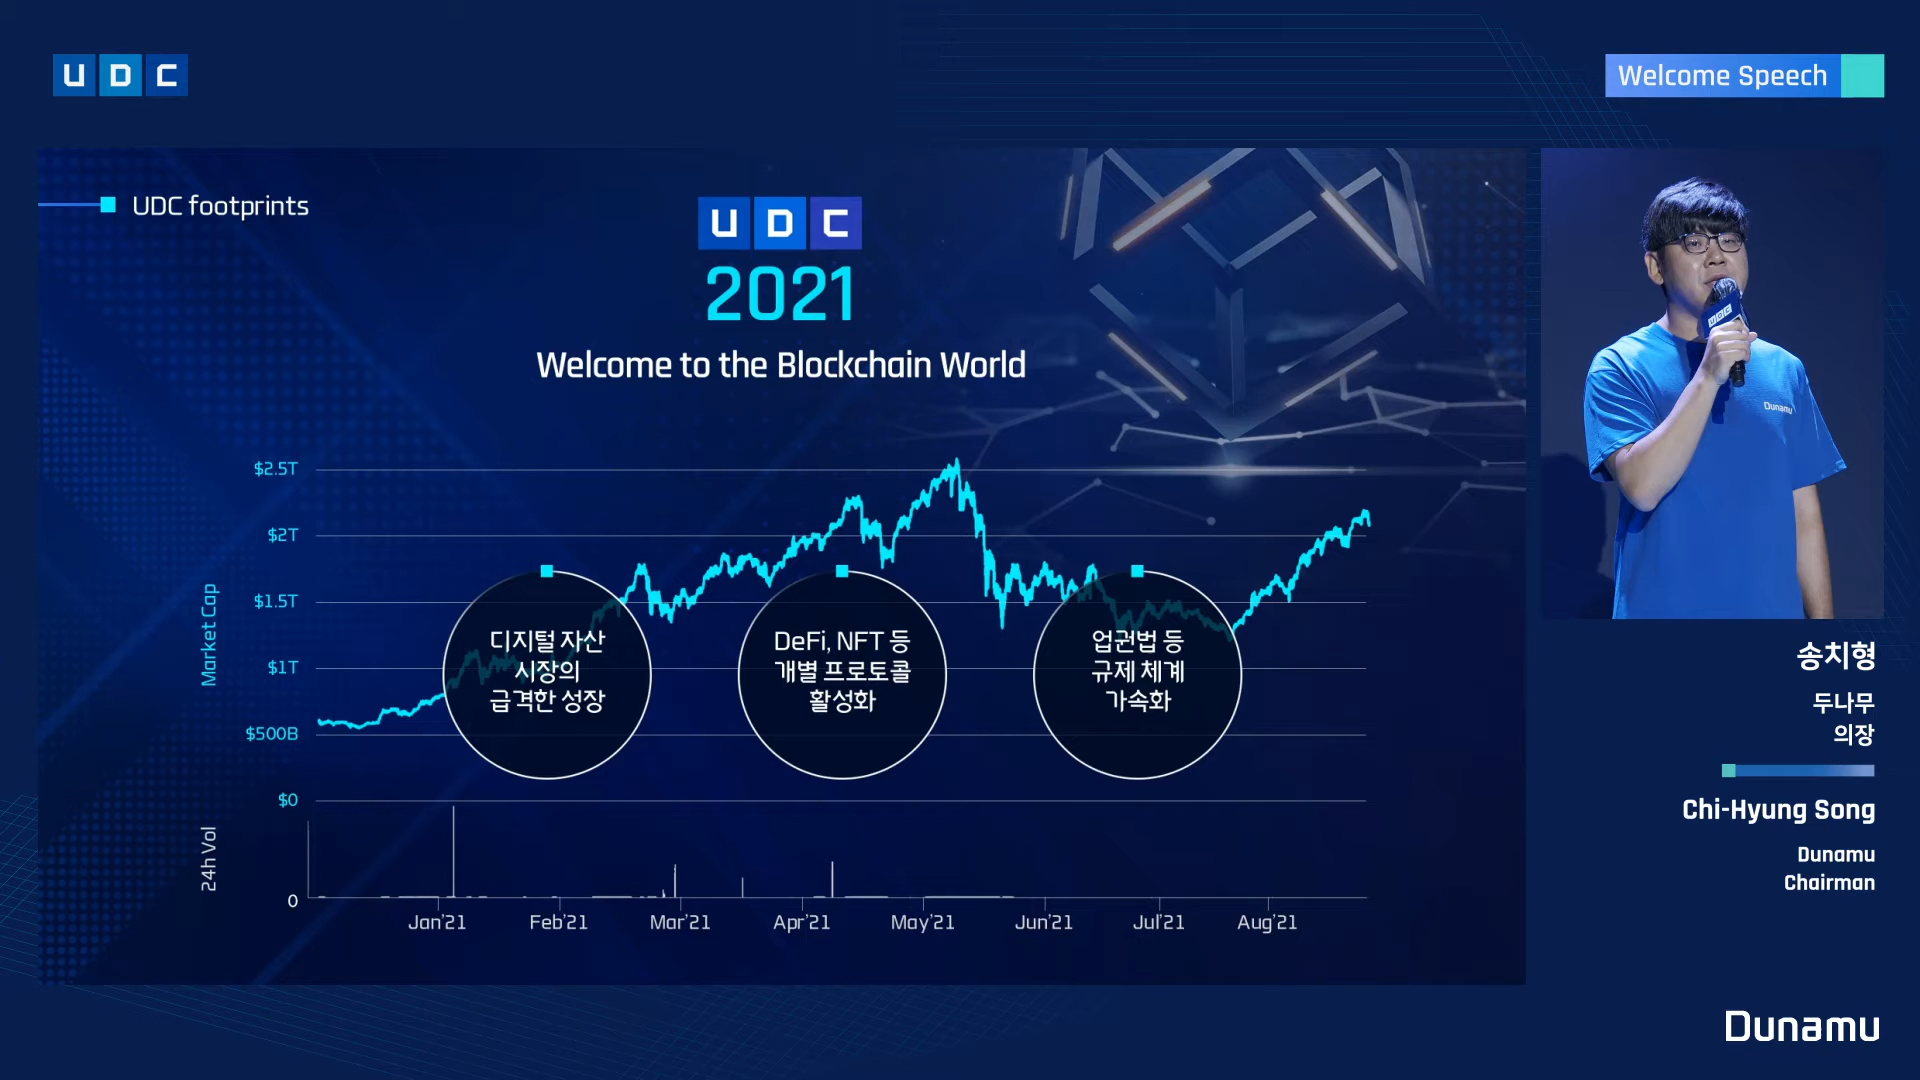 UDC
Welcome Speech
UDC footprints
UDC
2021
Welcome to the Blockchain World
$2.5T
$2T
$1.5T
$1T
$500B
$0
Market Cap
디지털 자산
시장의
급격한 성장
DeFi, NFT 등
개별 프로토콜
활성화
업권법 등
규제 체계
가속화
24h Vol
0
Jan'21
Feb'21
Mar'21
Apr'21
May'21
Jun'21
Jul'21
Aug'21
UDC
Dunamu
송치형
두나무
의장
Chi-Hyung Song
Dunamu
Chairman
Dunamu